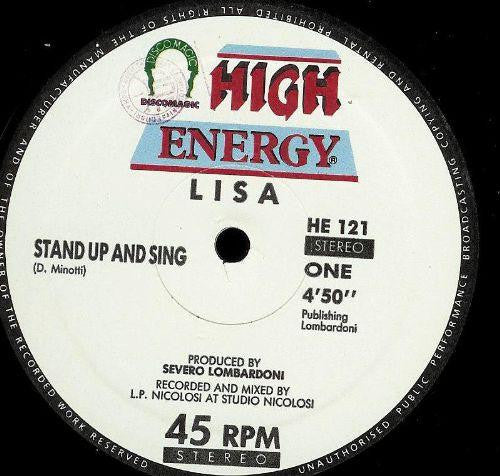 DISCOMAGIC
DISCOMAGIC
HIGH
ENERGY®
LISA
HE 121
STEREO
STAND UP AND SING
(D. Minotti)
ONE
4'50''
Publishing
Lombardoni
PRODUCED BY
SEVERO LOMBARDONI
RECORDED AND MIXED BY
L.P. NICOLOSI AT STUDIO NICOLOSI
45 RPM
STEREO
ALL RIGHTS OF THE MANUFACTURER AND OF THE OWNER OF THE RECORDED WORK RESERVED
UNAUTHORISED PUBLIC PERFORMANCE BROADCASTING COPYING AND RENTAL PROHIBITED